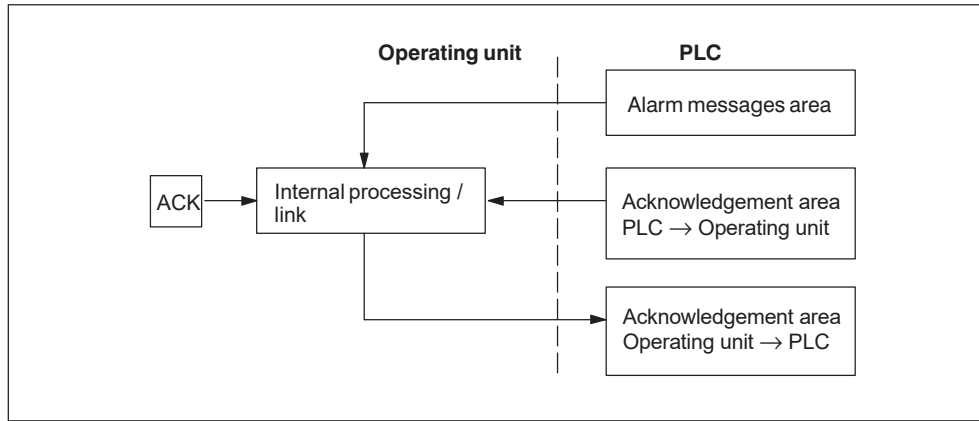 Operating unit
PLC
Alarm messages area
ACK
Internal processing /
link
Acknowledgement area
PLC → Operating unit
Acknowledgement area
Operating unit → PLC